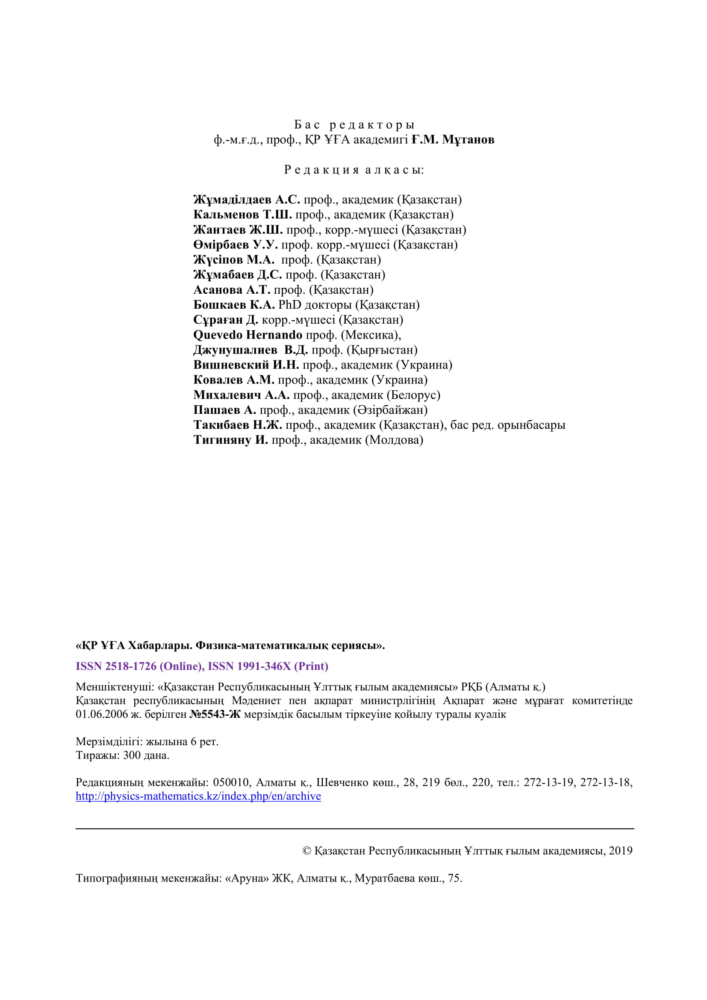 Бас редакторы
ф.-м.ғ.д., проф., ҚР ҰҒА академигі Ғ.М. Мұтанов
Редакция алқасы:
Жұмаділдаев А.С. проф., академик (Қазақстан)
Кальменов Т.Ш. проф., академик (Қазақстан)
Жантаев Ж.Ш. проф., корр.-мүшесі (Қазақстан)
Өмірбаев У.У. проф. корр.-мүшесі (Қазақстан)
Жүсіпов М.А. проф. (Қазақстан)
Жұмабаев Д.С. проф. (Қазақстан)
Асанова А.Т. проф. (Қазақстан)
Бошкаев К.А. PhD докторы (Қазақстан)
Сұраған Д. корр.-мүшесі (Қазақстан)
Quevedo Hernando проф. (Мексика),
Джунушалиев В.Д. проф. (Қырғыстан)
Вишневский И.Н. проф., академик (Украина)
Ковалев А.М. проф., академик (Украина)
Михалевич А.А. проф., академик (Белорус)
Пашаев А. проф., академик (Әзірбайжан)
Такибаев Н.Ж. проф., академик (Қазақстан), бас ред. орынбасары
Тигиняну И. проф., академик (Молдова)
«ҚР ҰҒА Хабарлары. Физика-математикалық сериясы».
ISSN 2518-1726 (Online), ISSN 1991-346X (Print)
Меншіктенуші: «Қазақстан Республикасының Ұлттық ғылым академиясы» РҚБ (Алматы қ.)
Қазақстан республикасының Мәдениет пен ақпарат министрлігінің Ақпарат және мұрағат комитетінде
01.06.2006 ж. берілген №5543-Ж мерзімдік басылым тіркеуіне қойылу туралы куәлік
Мерзімділігі: жылына 6 рет.
Тиражы: 300 дана.
Редакцияның мекенжайы: 050010, Алматы қ., Шевченко көш., 28, 219 бөл., 220, тел.: 272-13-19, 272-13-18,
http://physics-mathematics.kz/index.php/en/archive
© Қазақстан Республикасының Ұлттық ғылым академиясы, 2019
Типографияның мекенжайы: «Аруна» ЖК, Алматы қ., Муратбаева көш., 75.